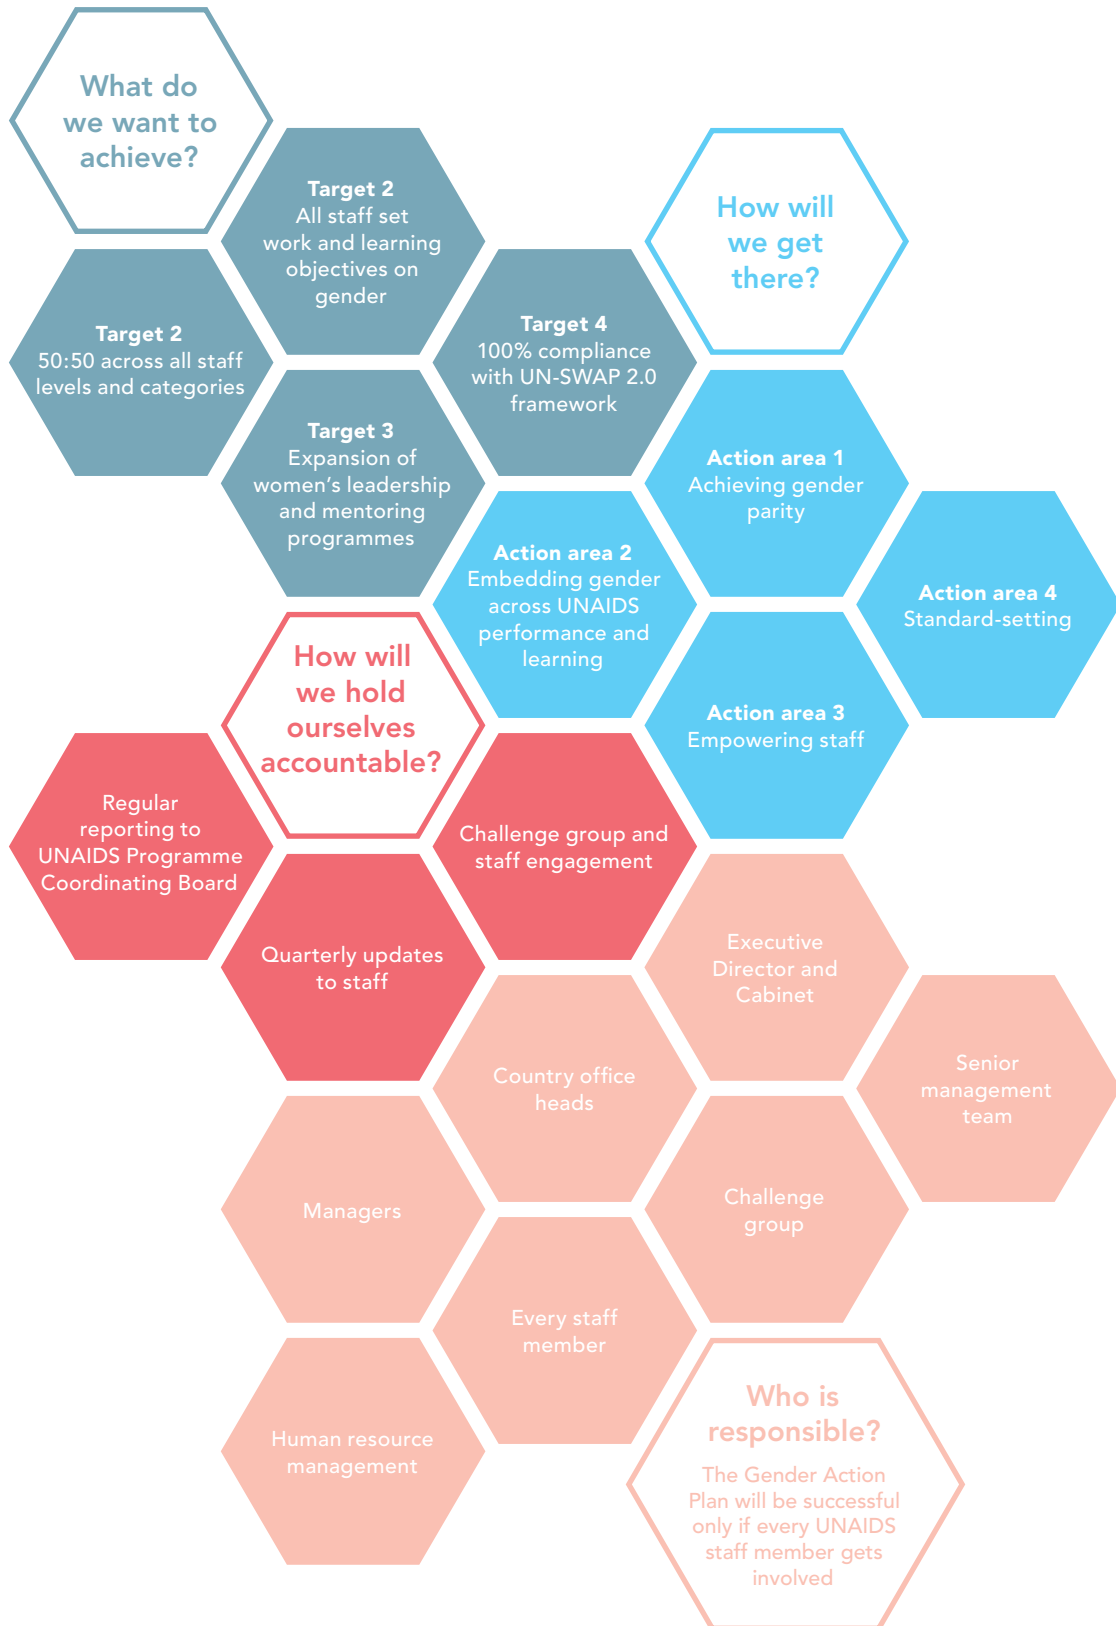 What do
we want to
achieve?
Target 2
All staff set
work and learning
objectives on
gender
Target 2
50:50 across all staff
levels and categories
Target 4
100% compliance
with UN-SWAP 2.0
framework
Target 3
Expansion of
women’s leadership
and mentoring
programmes
How will
we get
there?
Action area 1
Achieving gender
parity
Action area 2
Embedding gender
across UNAIDS
performance and
learning
Action area 4
Standard-setting
Action area 3
Empowering staff
How will
we hold
ourselves
accountable?
Regular
reporting to
UNAIDS Programme
Coordinating Board
Challenge group and
staff engagement
Quarterly updates
to staff
Executive
Director and
Cabinet
Senior
management
team
Country office
heads
Managers
Challenge
group
Every staff
member
Human resource
management
Who is
responsible?
The Gender Action
Plan will be successful
only if every UNAIDS
staff member gets
involved